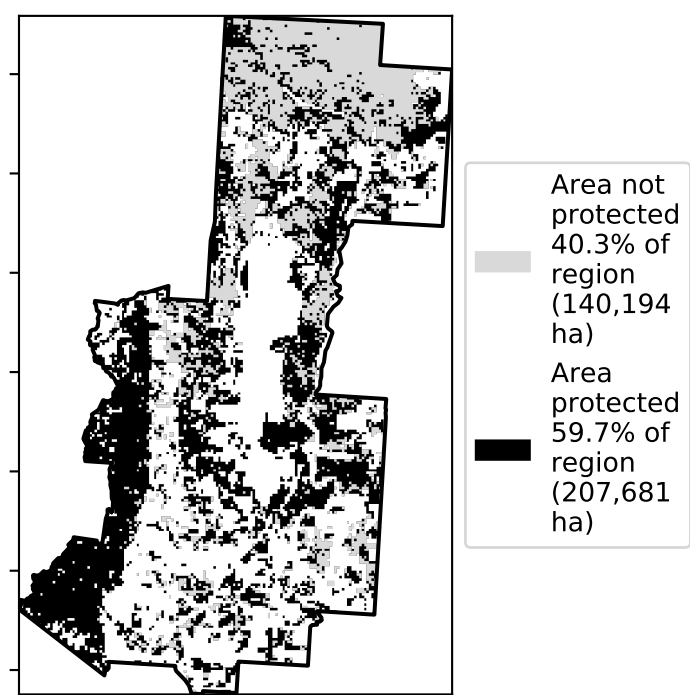 Area not
protected
40.3% of
region
(140,194
ha)
Area
protected
59.7% of
region
(207,681
ha)